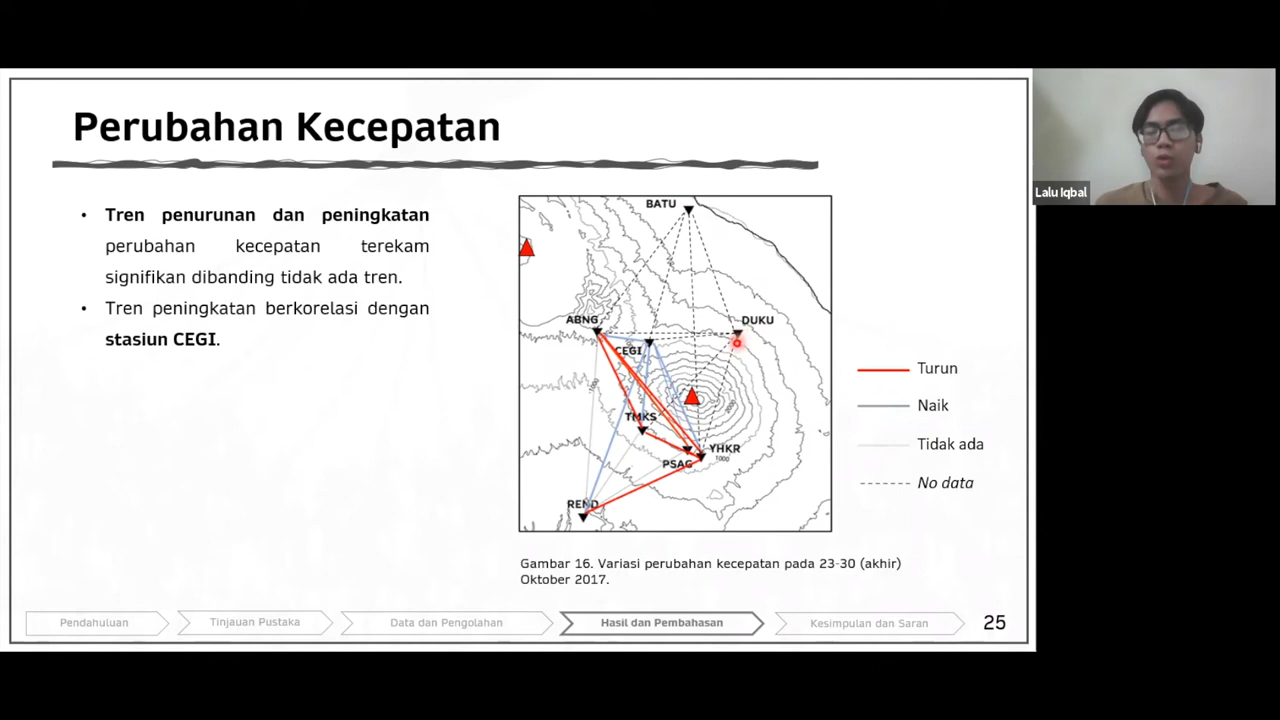 Perubahan Kecepatan
• Tren penurunan dan peningkatan
perubahan kecepatan terekam
signifikan dibanding tidak ada tren.
• Tren peningkatan berkorelasi dengan
stasiun CEGI.
BATU
ABNG
DUKU
CEGI
1000
TMKS
YHKR
1000
PSAG
REND
Turun
Naik
Tidak ada
No data
Gambar 16. Variasi perubahan kecepatan pada 23-30 (akhir)
Oktober 2017.
Pendahuluan
Tinjauan Pustaka
Data dan Pengolahan
Hasil dan Pembahasan
Kesimpulan dan Saran
25
Lalu Iqbal